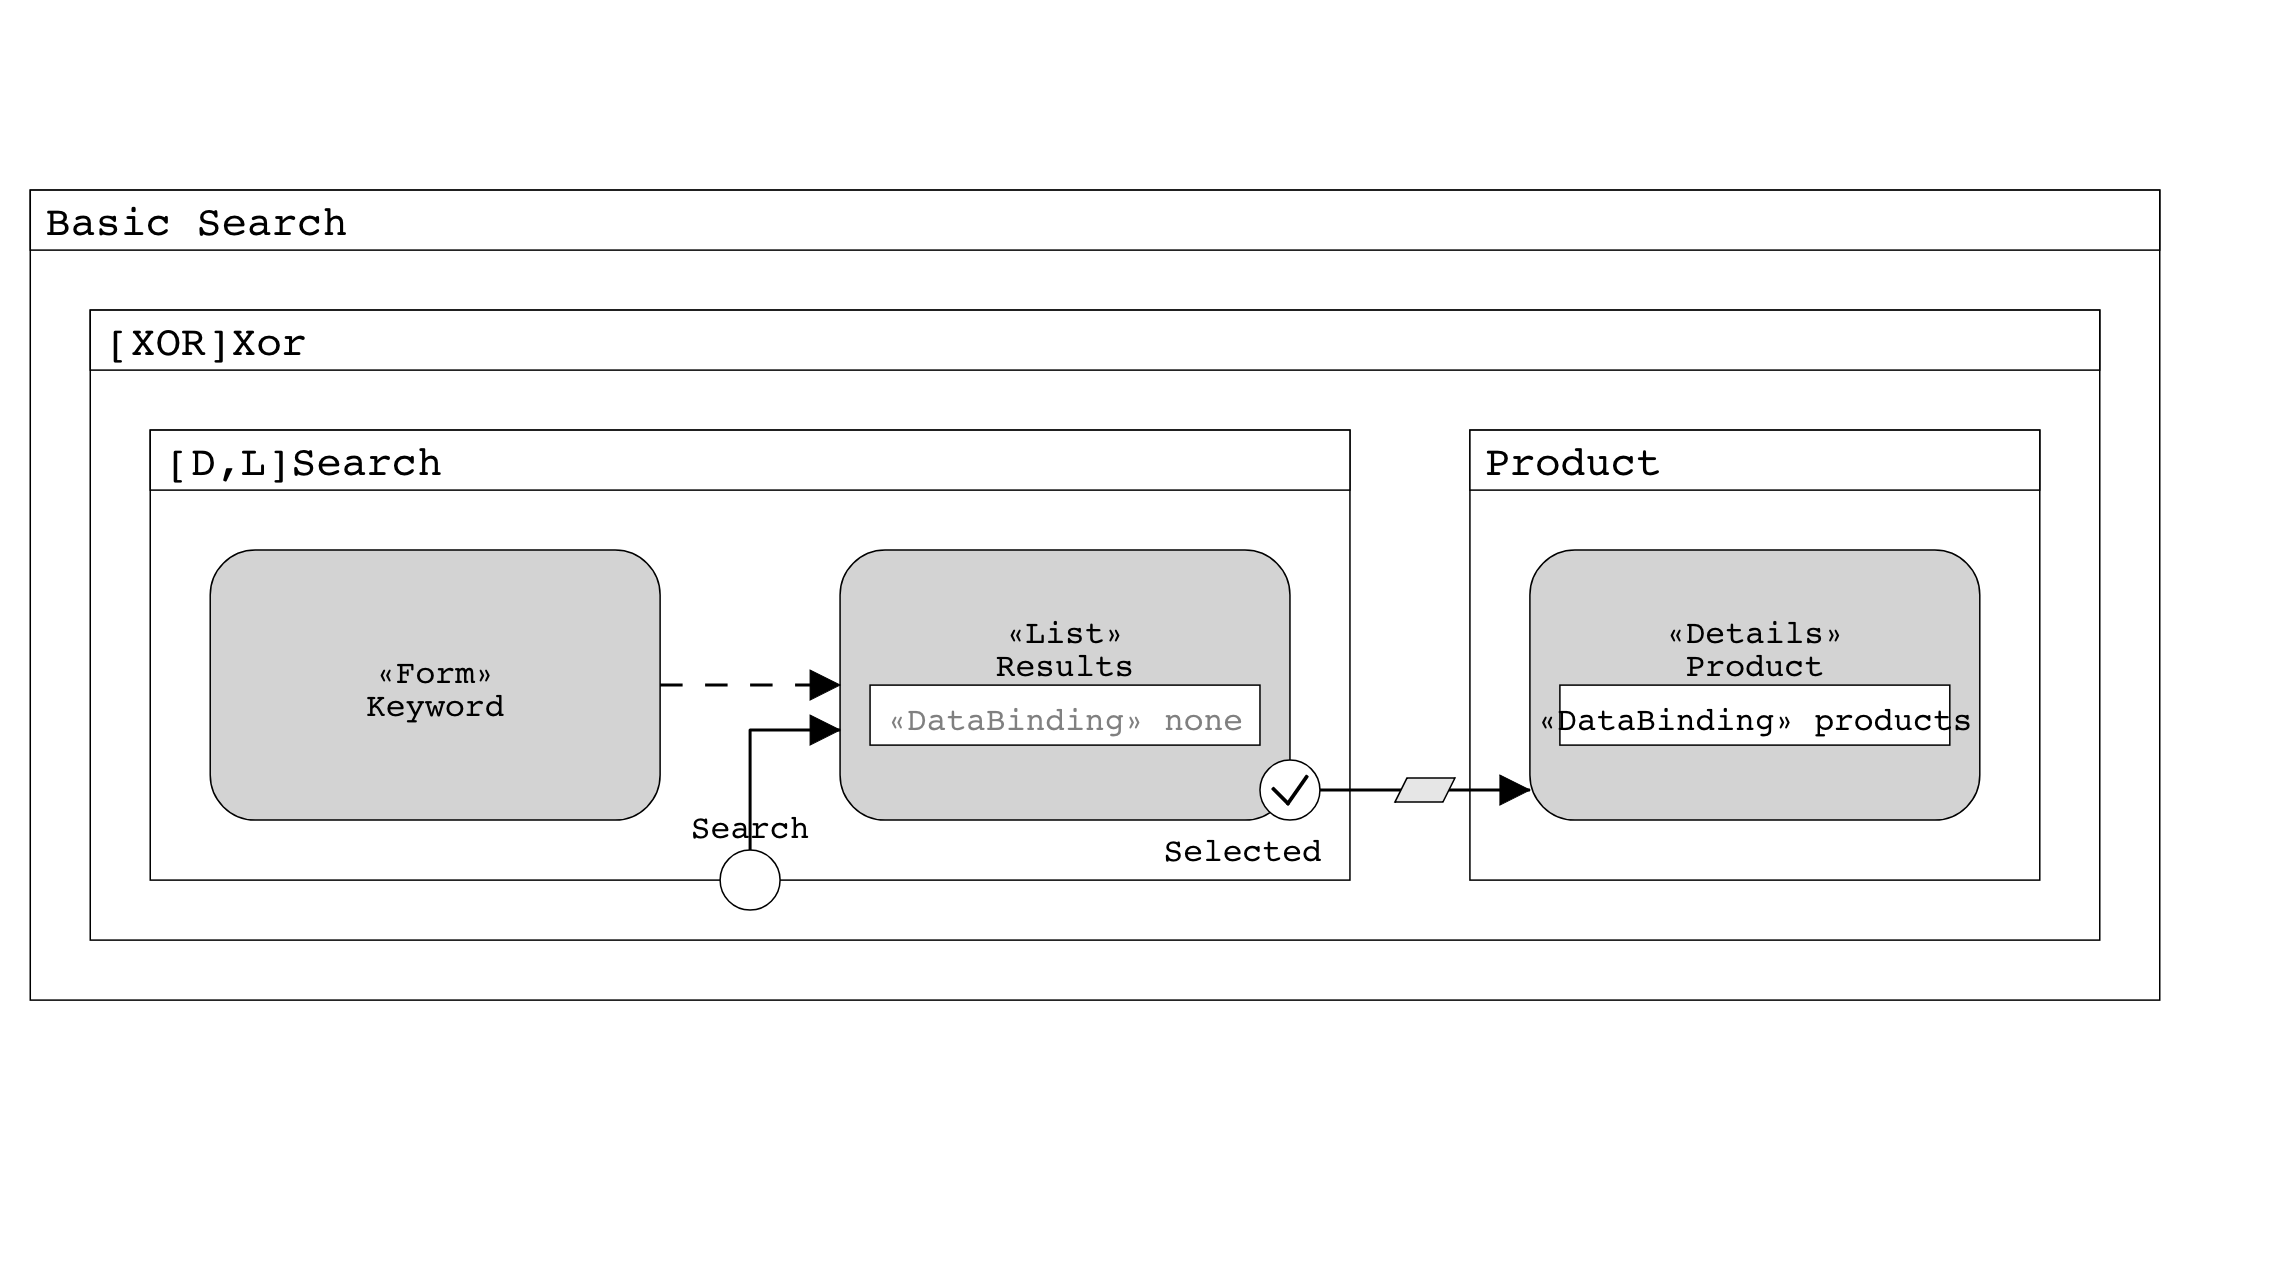 Basic Search
[XOR]Xor
[D,L]Search
Product
«Form»
Keyword
«List»
Results
«DataBinding» none
«Details»
Product
«DataBinding» products
Search
Selected